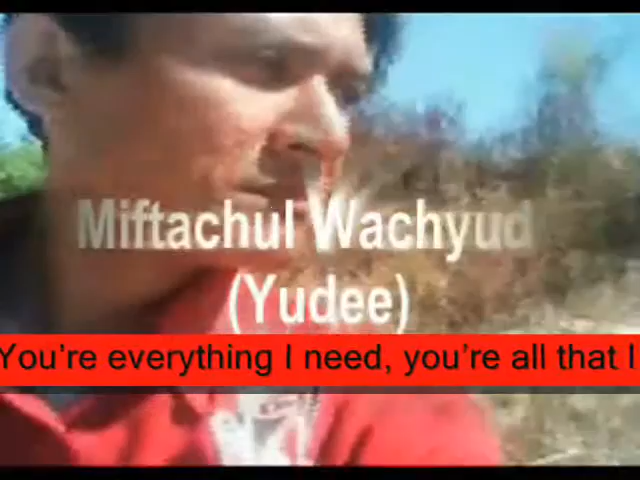 Miftachul Wachyud
(Yudee)
You're everything I need, you're all that I